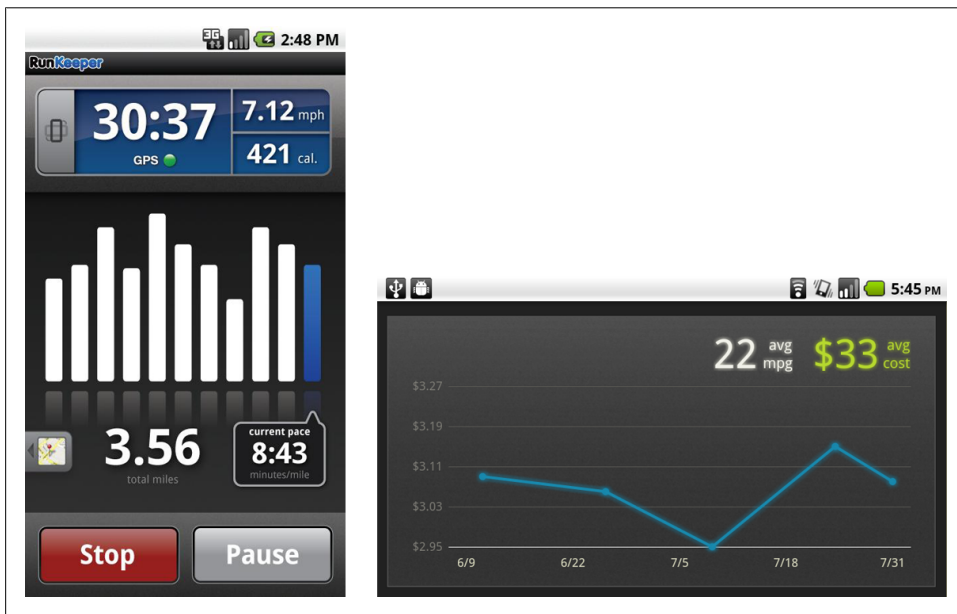 3G
2:48 PM
RunKeeper
30:37
7.12 mph
GPS
421 cal.
3.56
total miles
current pace
8:43
minutes/mile
Stop
Pause
5:45 PM
22 avg mpg
$33 avg cost
$3.27
$3.19
$3.11
$3.03
$2.95
6/9 6/22 7/5 7/18 7/31